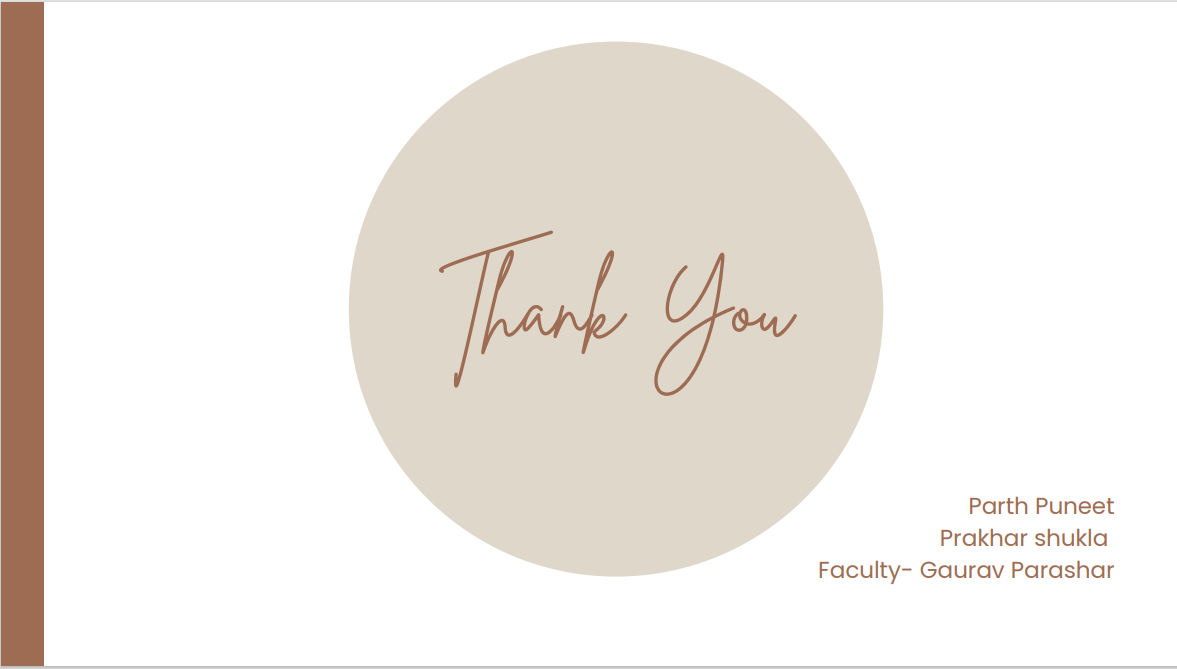 Thank You
Parth Puneet
Prakhar shukla
Faculty- Gaurav Parashar